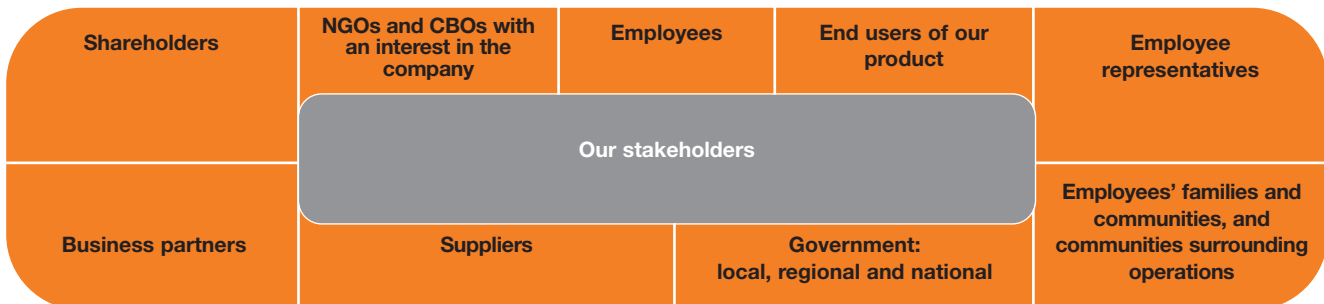 Shareholders
NGOs and CBOs with
an interest in the
company
Employees
End users of our
product
Employee
representatives
Our stakeholders
Business partners
Suppliers
Government:
local, regional and national
Employees’ families and
communities, and
communities surrounding
operations